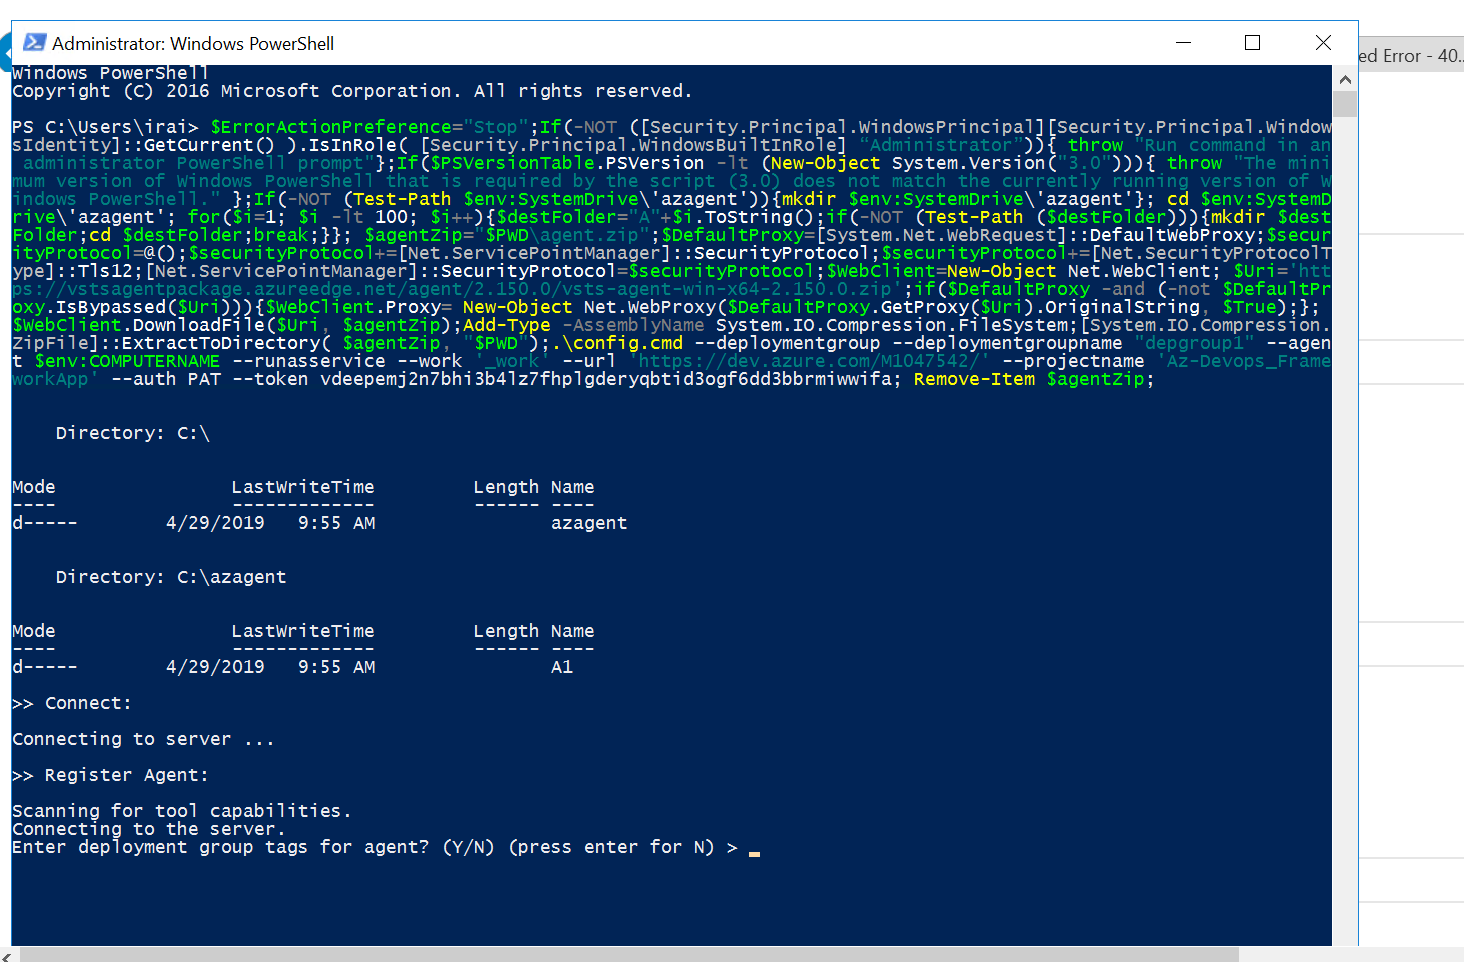 Administrator: Windows PowerShell
ed Error - 40..
Windows PowerShell
Copyright (C) 2016 Microsoft Corporation. All rights reserved.
PS C:\Users\irai> $ErrorActionPreference="Stop";If(-NOT ([Security.Principal.WindowsPrincipal][Security.Principal.Window
sIdentity]::GetCurrent() ).IsInRole( [Security.Principal.WindowsBuiltInRole] “Administrator”)){ throw "Run command in an
administrator PowerShell prompt"};If($PSVersionTable.PSVersion -lt (New-Object System.Version("3.0"))){ throw "The mini
mum version of Windows PowerShell that is required by the script (3.0) does not match the currently running version of W
indows PowerShell." };If(-NOT (Test-Path $env:SystemDrive\'azagent')){mkdir $env:SystemDrive\'azagent'}; cd $env:SystemD
rive\'azagent'; for($i=1; $i -lt 100; $i++){$destFolder="A"+$i.ToString();if(-NOT (Test-Path ($destFolder))){mkdir $dest
Folder;cd $destFolder;break;}}; $agentZip="$PWD\agent.zip";$DefaultProxy=[System.Net.WebRequest]::DefaultWebProxy;$secur
ityProtocol=@();$securityProtocol+=[Net.ServicePointManager]::SecurityProtocol;$securityProtocol+=[Net.SecurityProtocolT
ype]::Tls12;[Net.ServicePointManager]::SecurityProtocol=$securityProtocol;$WebClient=New-Object Net.WebClient; $Uri='htt
ps://vstsagentpackage.azureedge.net/agent/2.150.0/vsts-agent-win-x64-2.150.0.zip';if($DefaultProxy -and (-not $DefaultPr
oxy.IsBypassed($Uri))){$WebClient.Proxy= New-Object Net.WebProxy($DefaultProxy.GetProxy($Uri).OriginalString, $True);};
$WebClient.DownloadFile($Uri, $agentZip);Add-Type -AssemblyName System.IO.Compression.FileSystem;[System.IO.Compression.
ZipFile]::ExtractToDirectory( $agentZip, "$PWD");.\config.cmd --deploymentgroup --deploymentgroupname "depgroup1" --agen
t $env:COMPUTERNAME --runasservice --work '_work' --url 'https://dev.azure.com/M1047542/' --projectname 'Az-Devops_Frame
workApp' --auth PAT --token vdeepemj2n7bhi3b4lz7fhplgderyqbtid3ogf6dd3bbrmiwwifa; Remove-Item $agentZip;
Directory: C:\
Mode LastWriteTime Length Name
---- ------------- ------ ----
d----- 4/29/2019 9:55 AM azagent
Directory: C:\azagent
Mode LastWriteTime Length Name
---- ------------- ------ ----
d----- 4/29/2019 9:55 AM A1
>> Connect:
Connecting to server ...
>> Register Agent:
Scanning for tool capabilities.
Connecting to the server.
Enter deployment group tags for agent? (Y/N) (press enter for N) >